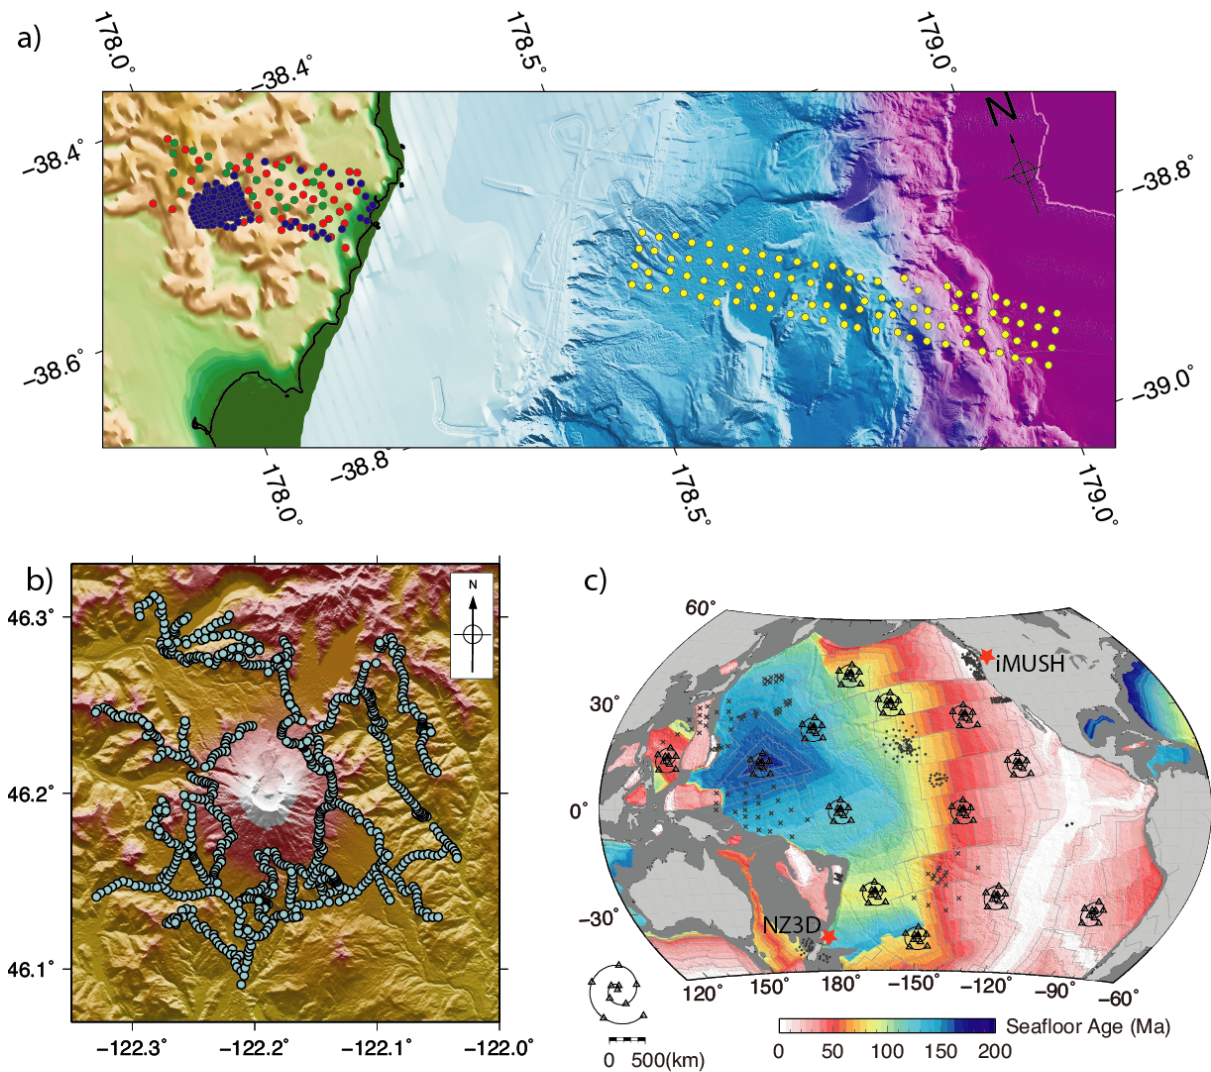 a)
178.0°
178.5°
179.0°
−38.4°
−38.4°
N
−38.8°
−38.6°
−39.0°
−38.8°
178.0°
178.5°
179.0°
b)
N
46.3°
46.2°
46.1°
−122.3° −122.2° −122.1° −122.0°
c)
60°
iMUSH
30°
0°
−30°
NZ3D
120° 150° 180° −150° −120° −90° −60°
Seafloor Age (Ma)
0 500(km)
0 50 100 150 200